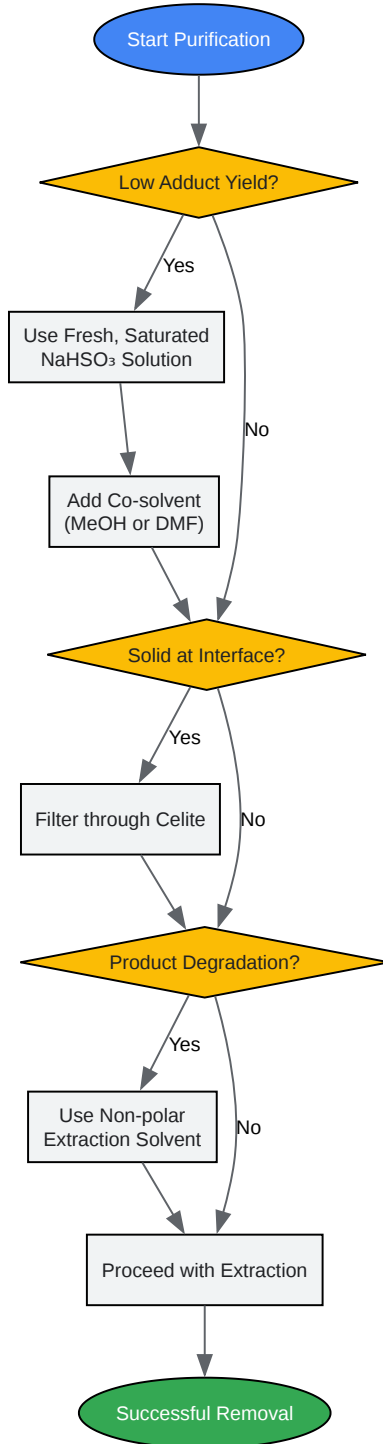 Start Purification
Low Adduct Yield?
Yes
Use Fresh, Saturated
NaHSO₃ Solution
No
Add Co-solvent
(MeOH or DMF)
Solid at Interface?
Yes
Filter through Celite
No
Product Degradation?
Yes
Use Non-polar
Extraction Solvent
No
Proceed with Extraction
Successful Removal